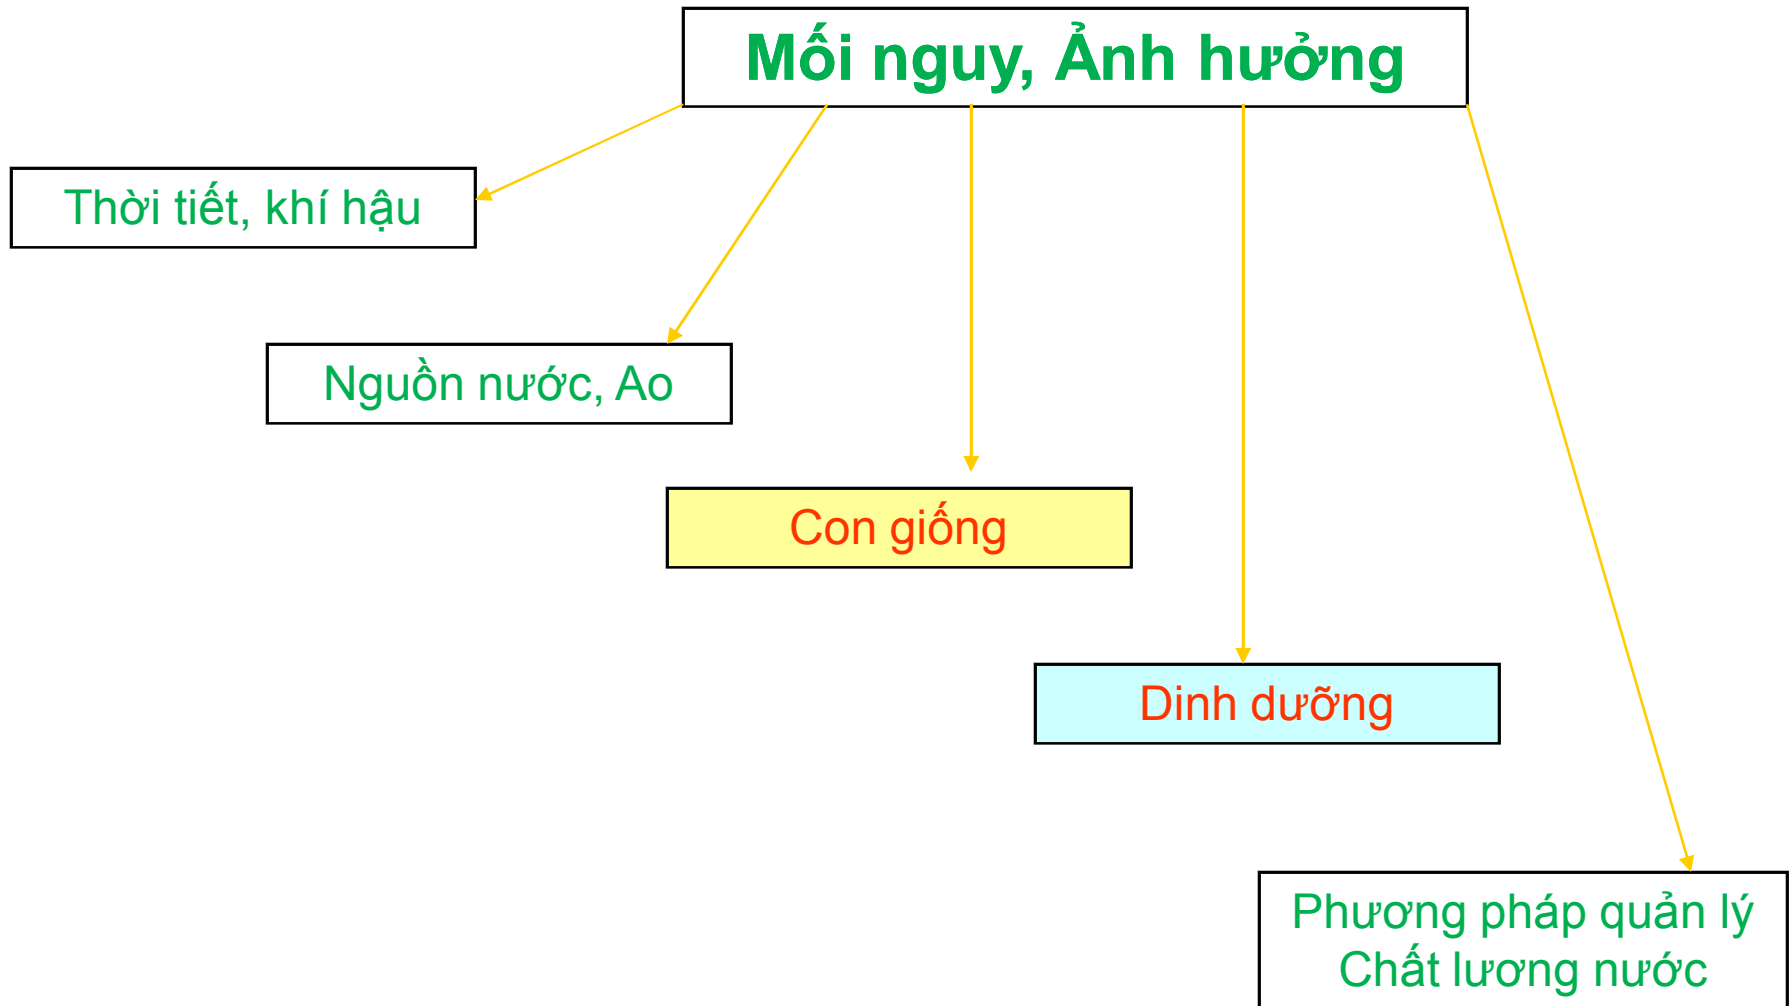 Mối nguy, Ảnh hưởng
Thời tiết, khí hậu
Nguồn nước, Ao
Con giống
Dinh dưỡng
Phương pháp quản lý
Chất lương nước